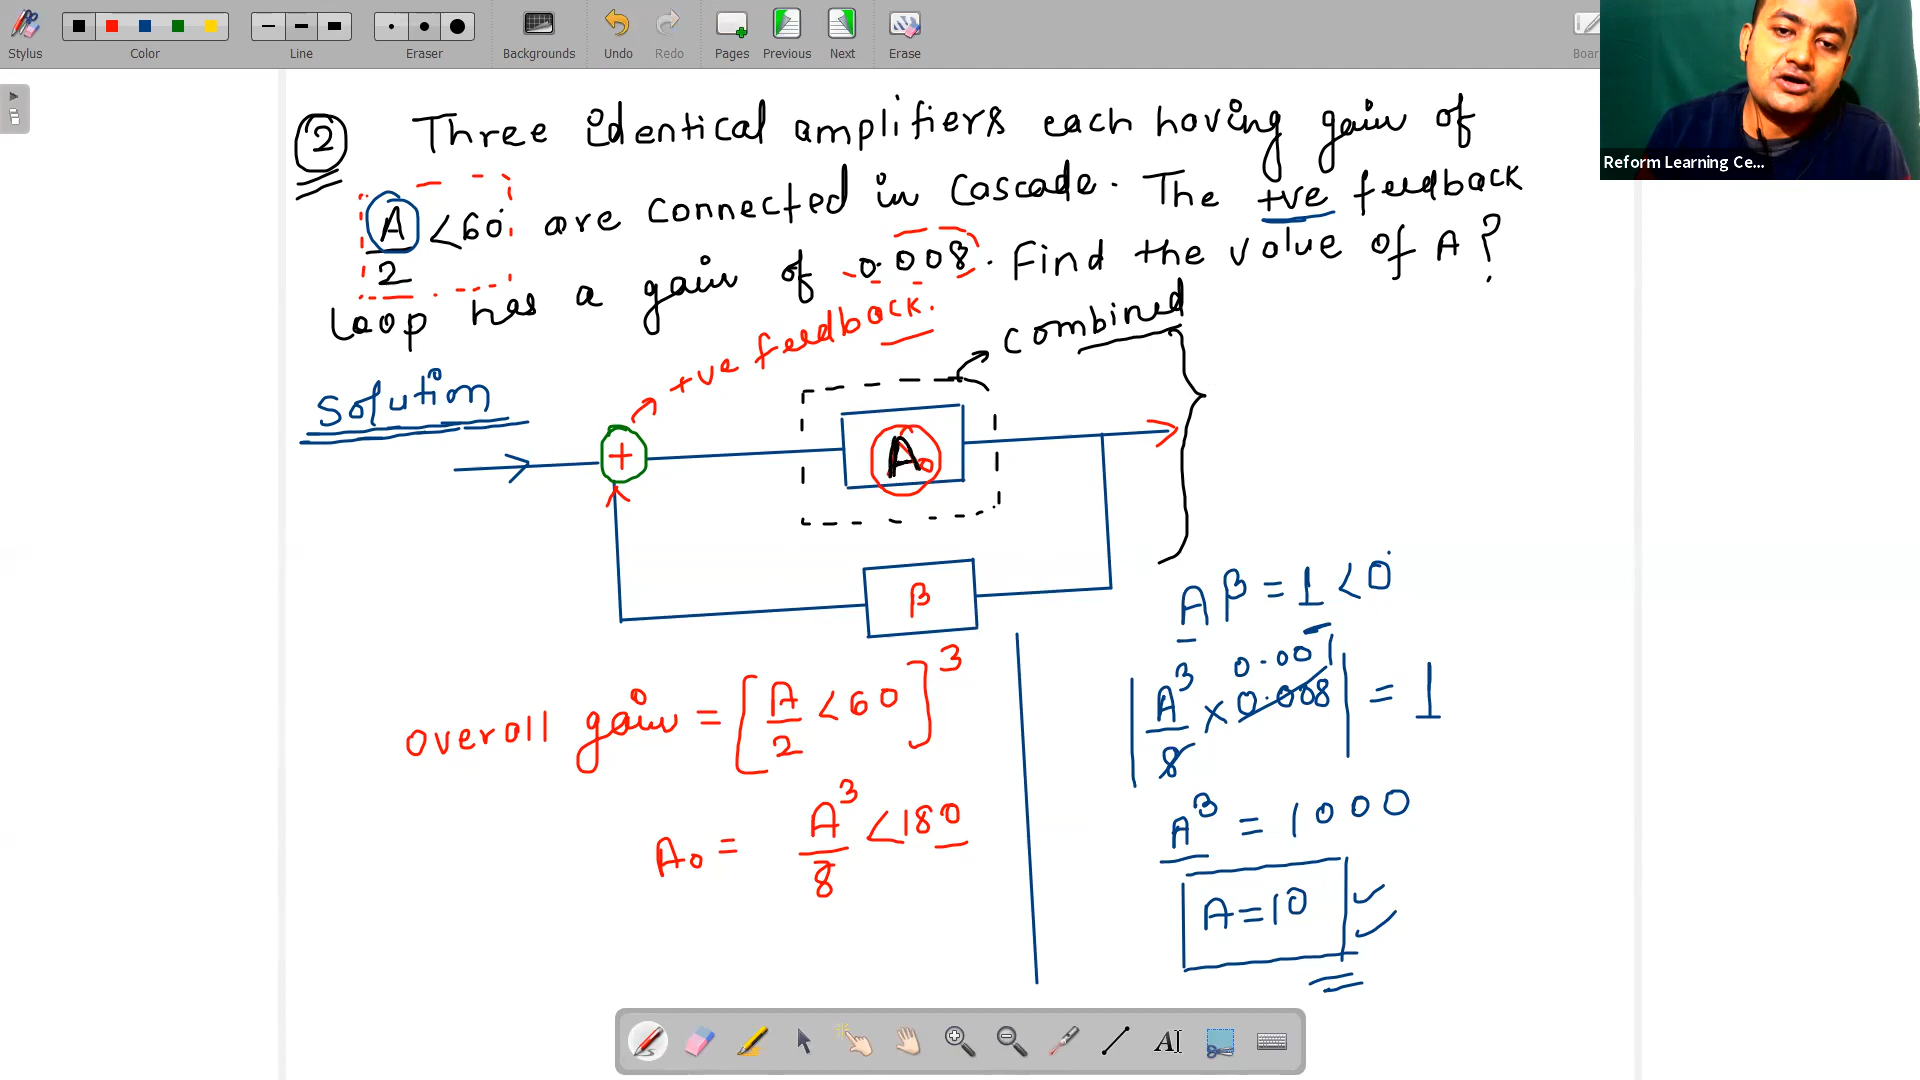 Stylus
Color
Line
Eraser
Backgrounds
Undo
Redo
Pages
Previous
Next
Erase
Boar
Reform Learning Ce...
② Three identical amplifiers each having gain of
A/2 <60° are connected in cascade. The +ve feedback
loop has a gain of 0.008. Find the value of A?
+ve feedback.
combined
Solution
+
A₀
β
Aβ = 1 <0°
overall gain = [A/2 <60]³
|A³/8 × 0.008| = 1
0.001
A₀ = A³/8 <180
A³ = 1000
A=10